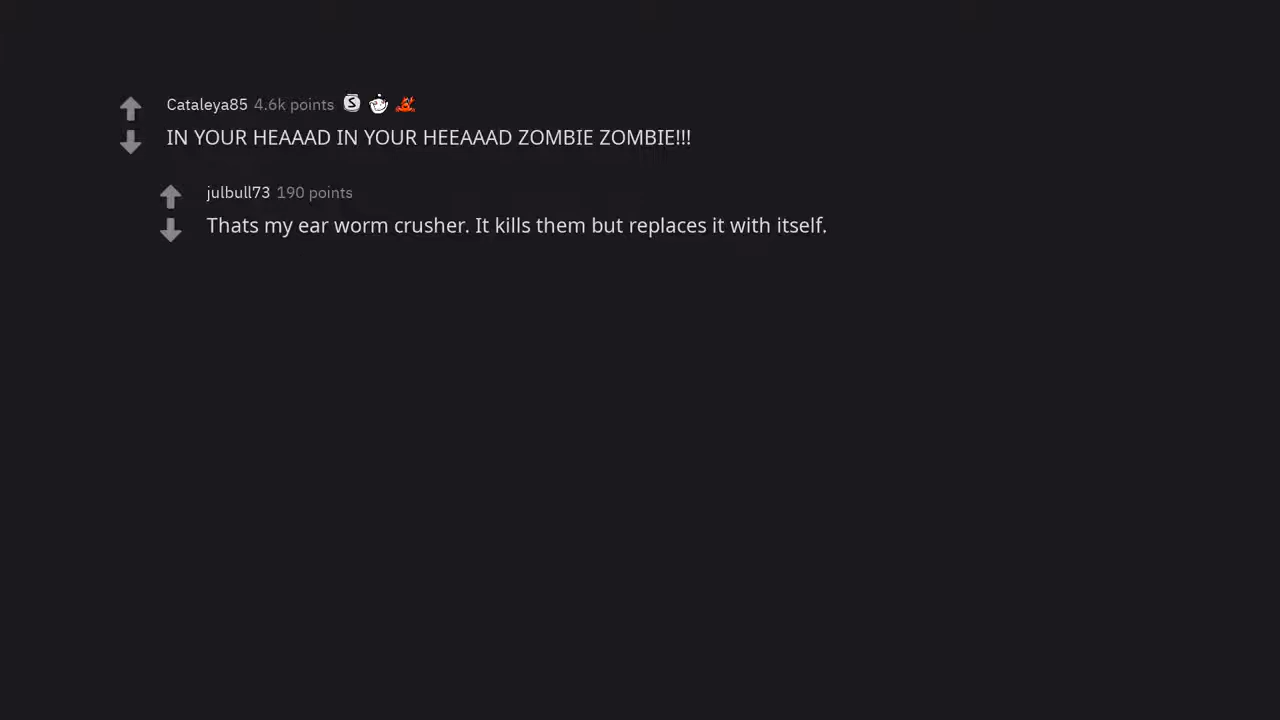 Cataleya85 4.6k points
IN YOUR HEAAAD IN YOUR HEEAAAD ZOMBIE ZOMBIE!!!
julbull73 190 points
Thats my ear worm crusher. It kills them but replaces it with itself.